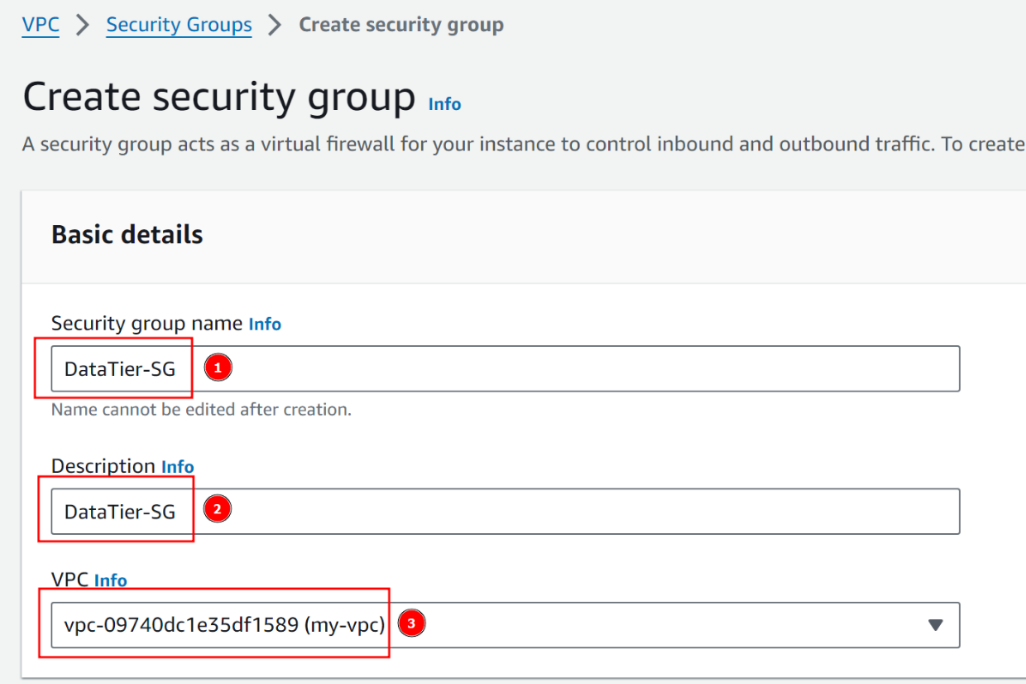 VPC > Security Groups > Create security group
Create security group Info
A security group acts as a virtual firewall for your instance to control inbound and outbound traffic. To create
Basic details
Security group name Info
DataTier-SG 1
Name cannot be edited after creation.
Description Info
DataTier-SG 2
VPC Info
vpc-09740dc1e35df1589 (my-vpc) 3